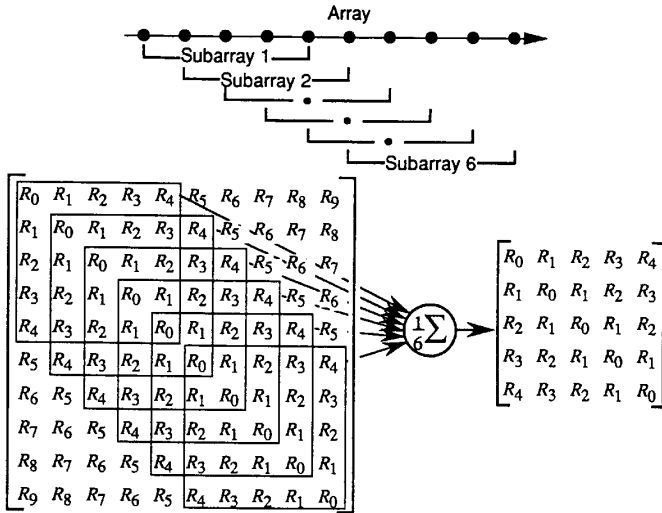 Array
Subarray 1
Subarray 2
Subarray 6
R0 R1 R2 R3 R4 R5 R6 R7 R8 R9
R1 R0 R1 R2 R3 R4 R5 R6 R7 R8
R2 R1 R0 R1 R2 R3 R4 R5 R6 R7
R3 R2 R1 R0 R1 R2 R3 R4 R5 R6
R4 R3 R2 R1 R0 R1 R2 R3 R4 R5
R5 R4 R3 R2 R1 R0 R1 R2 R3 R4
R6 R5 R4 R3 R2 R1 R0 R1 R2 R3
R7 R6 R5 R4 R3 R2 R1 R0 R1 R2
R8 R7 R6 R5 R4 R3 R2 R1 R0 R1
R9 R8 R7 R6 R5 R4 R3 R2 R1 R0
1/6 Σ
R0 R1 R2 R3 R4
R1 R0 R1 R2 R3
R2 R1 R0 R1 R2
R3 R2 R1 R0 R1
R4 R3 R2 R1 R0